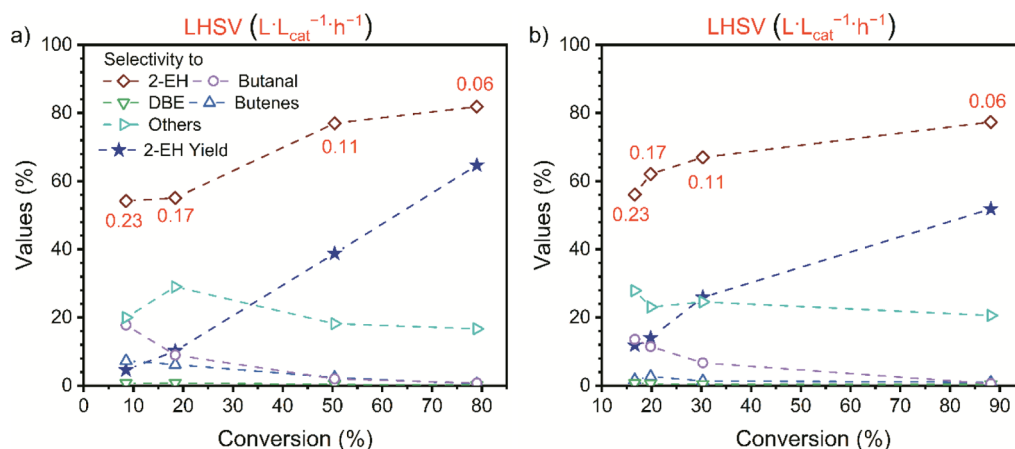 a)
LHSV (L·L_cat⁻¹·h⁻¹)
Values (%)
100
80
60
40
20
0
Selectivity to
2-EH
Butanal
DBE
Butenes
Others
2-EH Yield
0.23
0.17
0.11
0.06
0 10 20 30 40 50 60 70 80
Conversion (%)
b)
LHSV (L·L_cat⁻¹·h⁻¹)
Values (%)
100
80
60
40
20
0
0.23
0.17
0.11
0.06
10 20 30 40 50 60 70 80 90
Conversion (%)